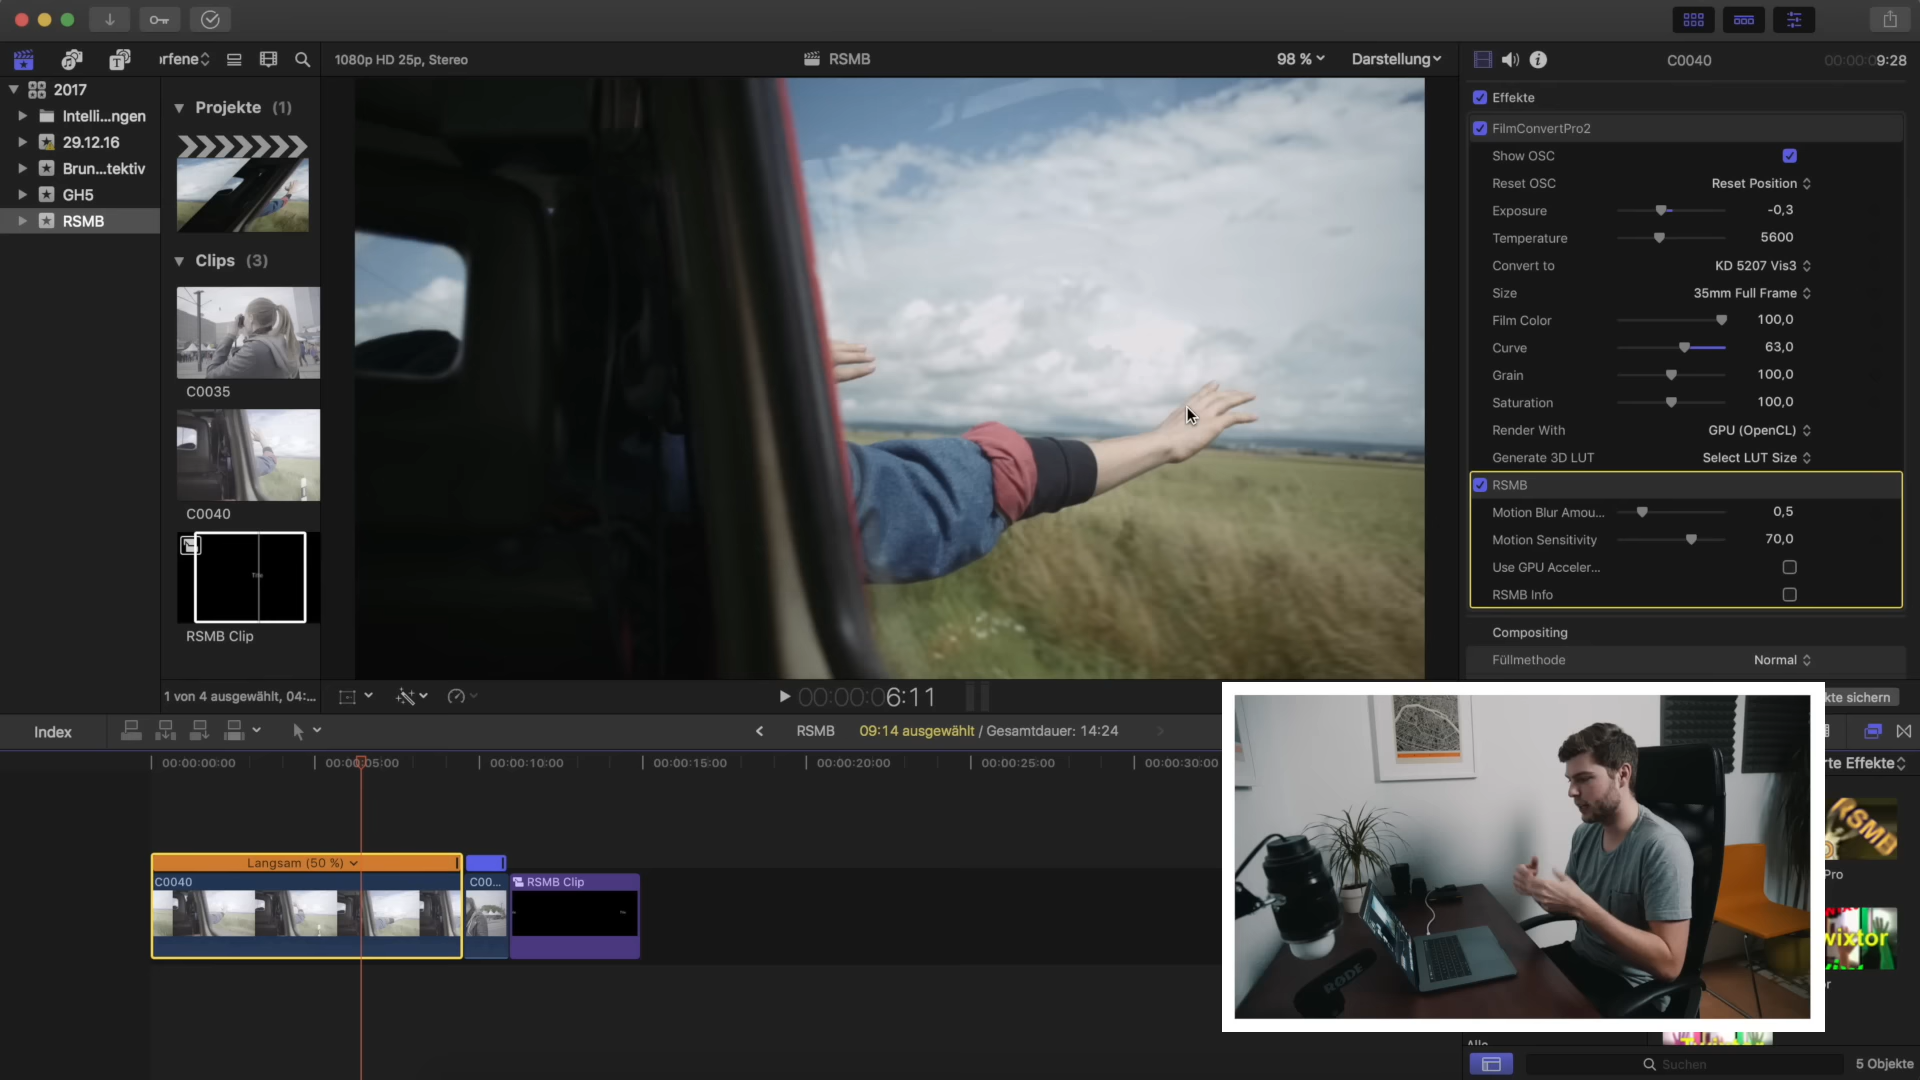 rfene
1080p HD 25p, Stereo
RSMB
98 %
Darstellung
C0040
00:00:09:28
2017
Intelli...ngen
29.12.16
Brun...tektiv
GH5
RSMB
Projekte (1)
Clips (3)
C0035
C0040
RSMB Clip
1 von 4 ausgewählt, 04:...
00:00:06:11
Effekte
FilmConvertPro2
Show OSC
Reset OSC Reset Position
Exposure -0,3
Temperature 5600
Convert to KD 5207 Vis3
Size 35mm Full Frame
Film Color 100,0
Curve 63,0
Grain 100,0
Saturation 100,0
Render With GPU (OpenCL)
Generate 3D LUT Select LUT Size
RSMB
Motion Blur Amou... 0,5
Motion Sensitivity 70,0
Use GPU Acceler...
RSMB Info
Compositing
Füllmethode Normal
kte sichern
Index
RSMB
09:14 ausgewählt / Gesamtdauer: 14:24
00:00:00:00
00:00:05:00
00:00:10:00
00:00:15:00
00:00:20:00
00:00:25:00
00:00:30:00
rte Effekte
Langsam (50 %)
C0040
C00...
RSMB Clip
RSMB
Pro
wixtor
RODE
Suchen
5 Objekte